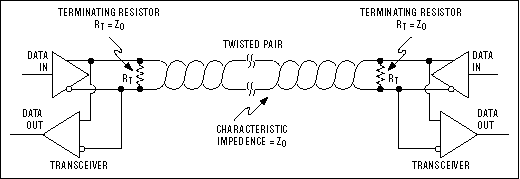 TERMINATING RESISTOR
RT = Z0
TERMINATING RESISTOR
RT = Z0
TWISTED PAIR
DATA
IN
DATA
IN
RT
RT
DATA
OUT
DATA
OUT
CHARACTERISTIC
IMPEDENCE = Z0
TRANSCEIVER
TRANSCEIVER